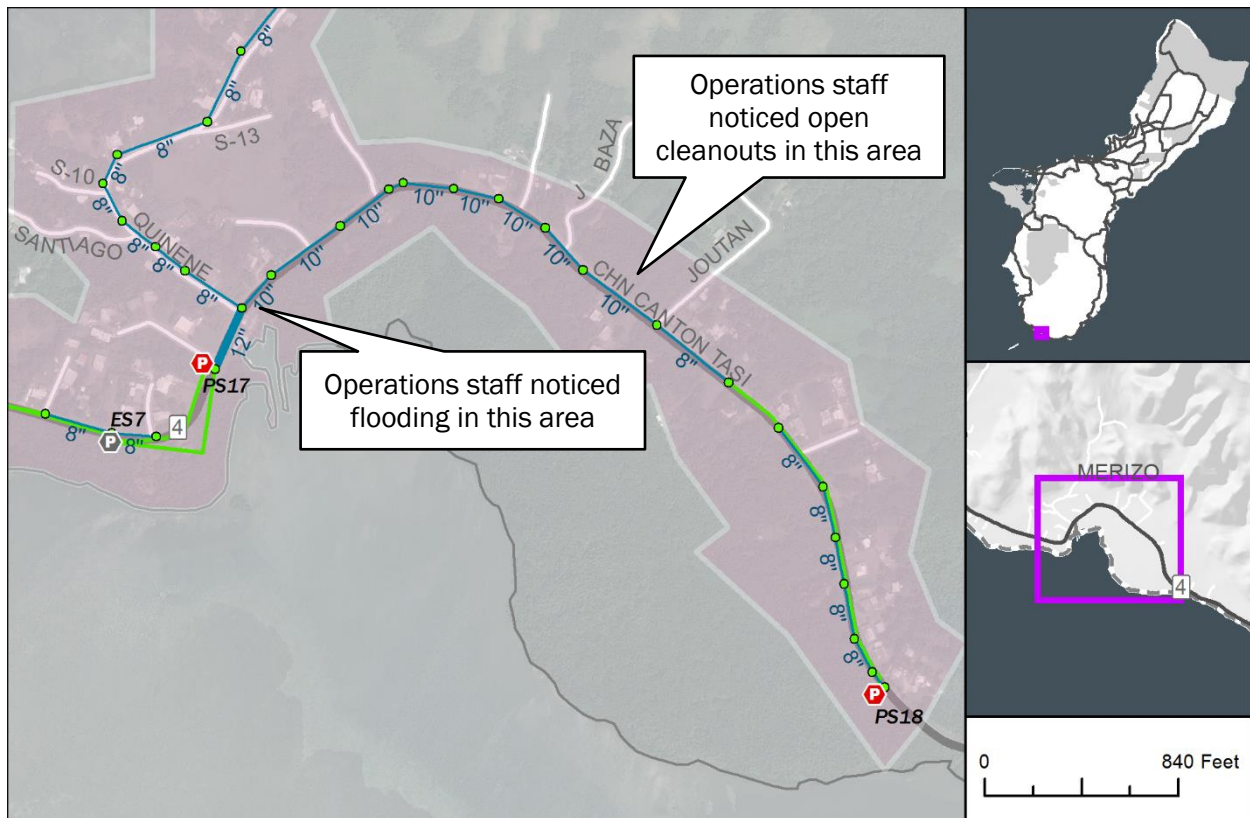 8"
8"
8"
S-13
S-10
8"
8"
QUINENE
SANTIAGO
8"
8"
8"
10"
10"
10"
10"
10"
10"
10"
10"
J BAZA
JOUTAN
CHN CANTON TASI
Operations staff
noticed open
cleanouts in this area
12"
PS17
Operations staff noticed
flooding in this area
ES7
8"
8"
4
8"
8"
8"
8"
8"
8"
PS18
MERIZO
4
0 840 Feet